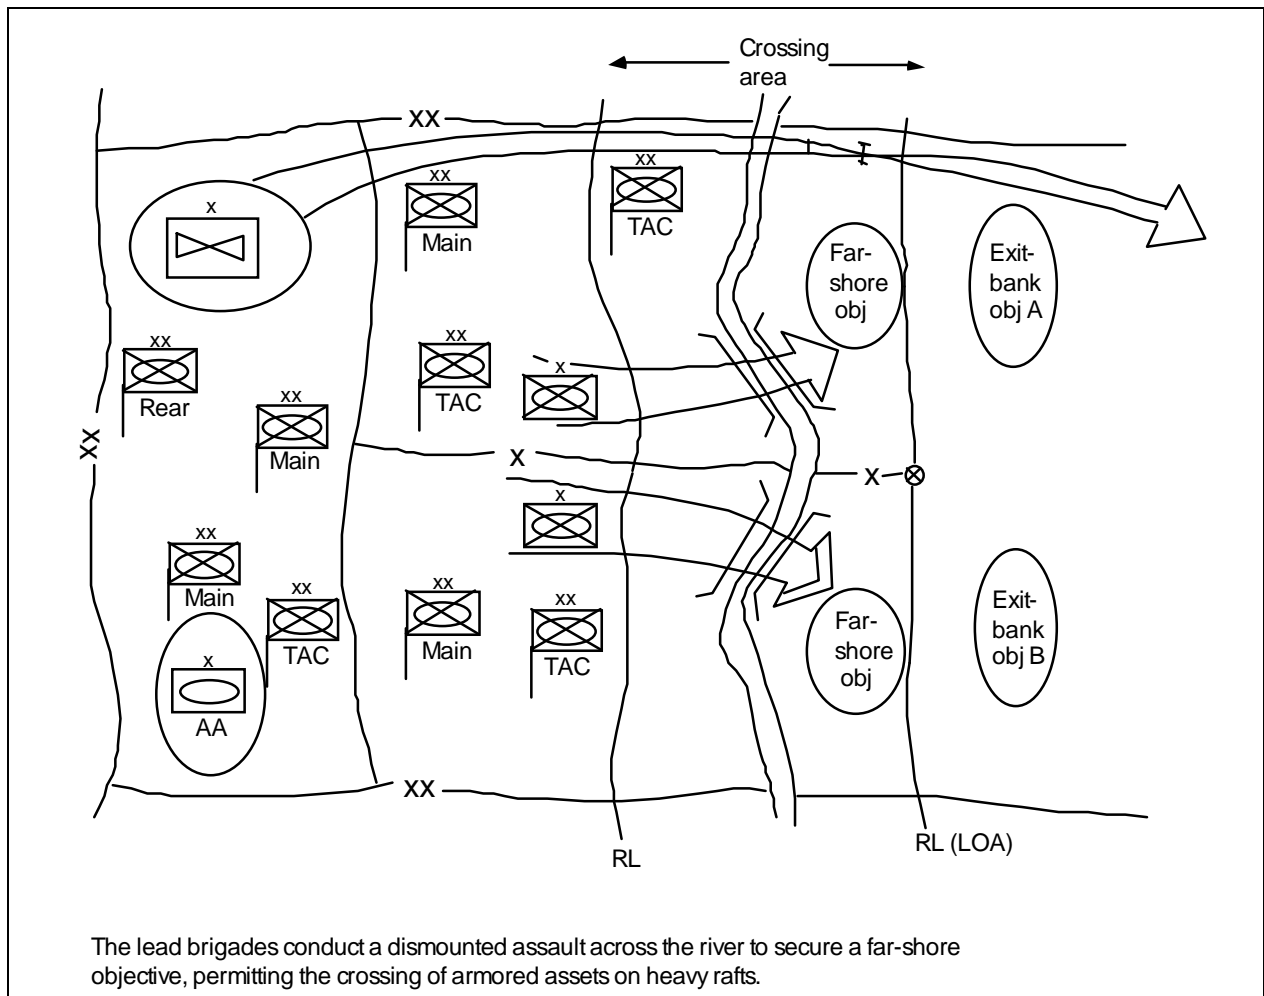 Crossing
area
XX
xx
xx
x
xx
Main
TAC
Far-
shore
obj
Exit-
bank
obj A
xx
xx
x
Rear
TAC
xx
Main
XX
X
X
x
xx
Main
xx
TAC
xx
Main
xx
TAC
Far-
shore
obj
Exit-
bank
obj B
x
AA
XX
RL
RL (LOA)
The lead brigades conduct a dismounted assault across the river to secure a far-shore
objective, permitting the crossing of armored assets on heavy rafts.